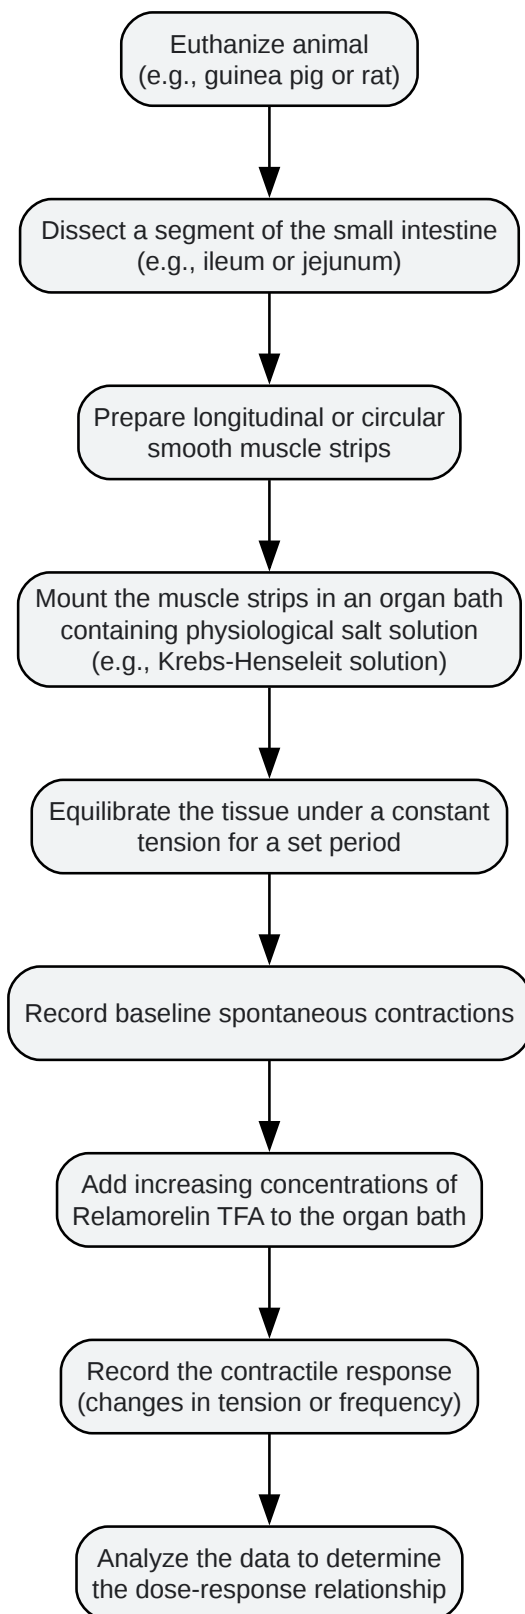 Euthanize animal
(e.g., guinea pig or rat)
Dissect a segment of the small intestine
(e.g., ileum or jejunum)
Prepare longitudinal or circular
smooth muscle strips
Mount the muscle strips in an organ bath
containing physiological salt solution
(e.g., Krebs-Henseleit solution)
Equilibrate the tissue under a constant
tension for a set period
Record baseline spontaneous contractions
Add increasing concentrations of
Relamorelin TFA to the organ bath
Record the contractile response
(changes in tension or frequency)
Analyze the data to determine
the dose-response relationship